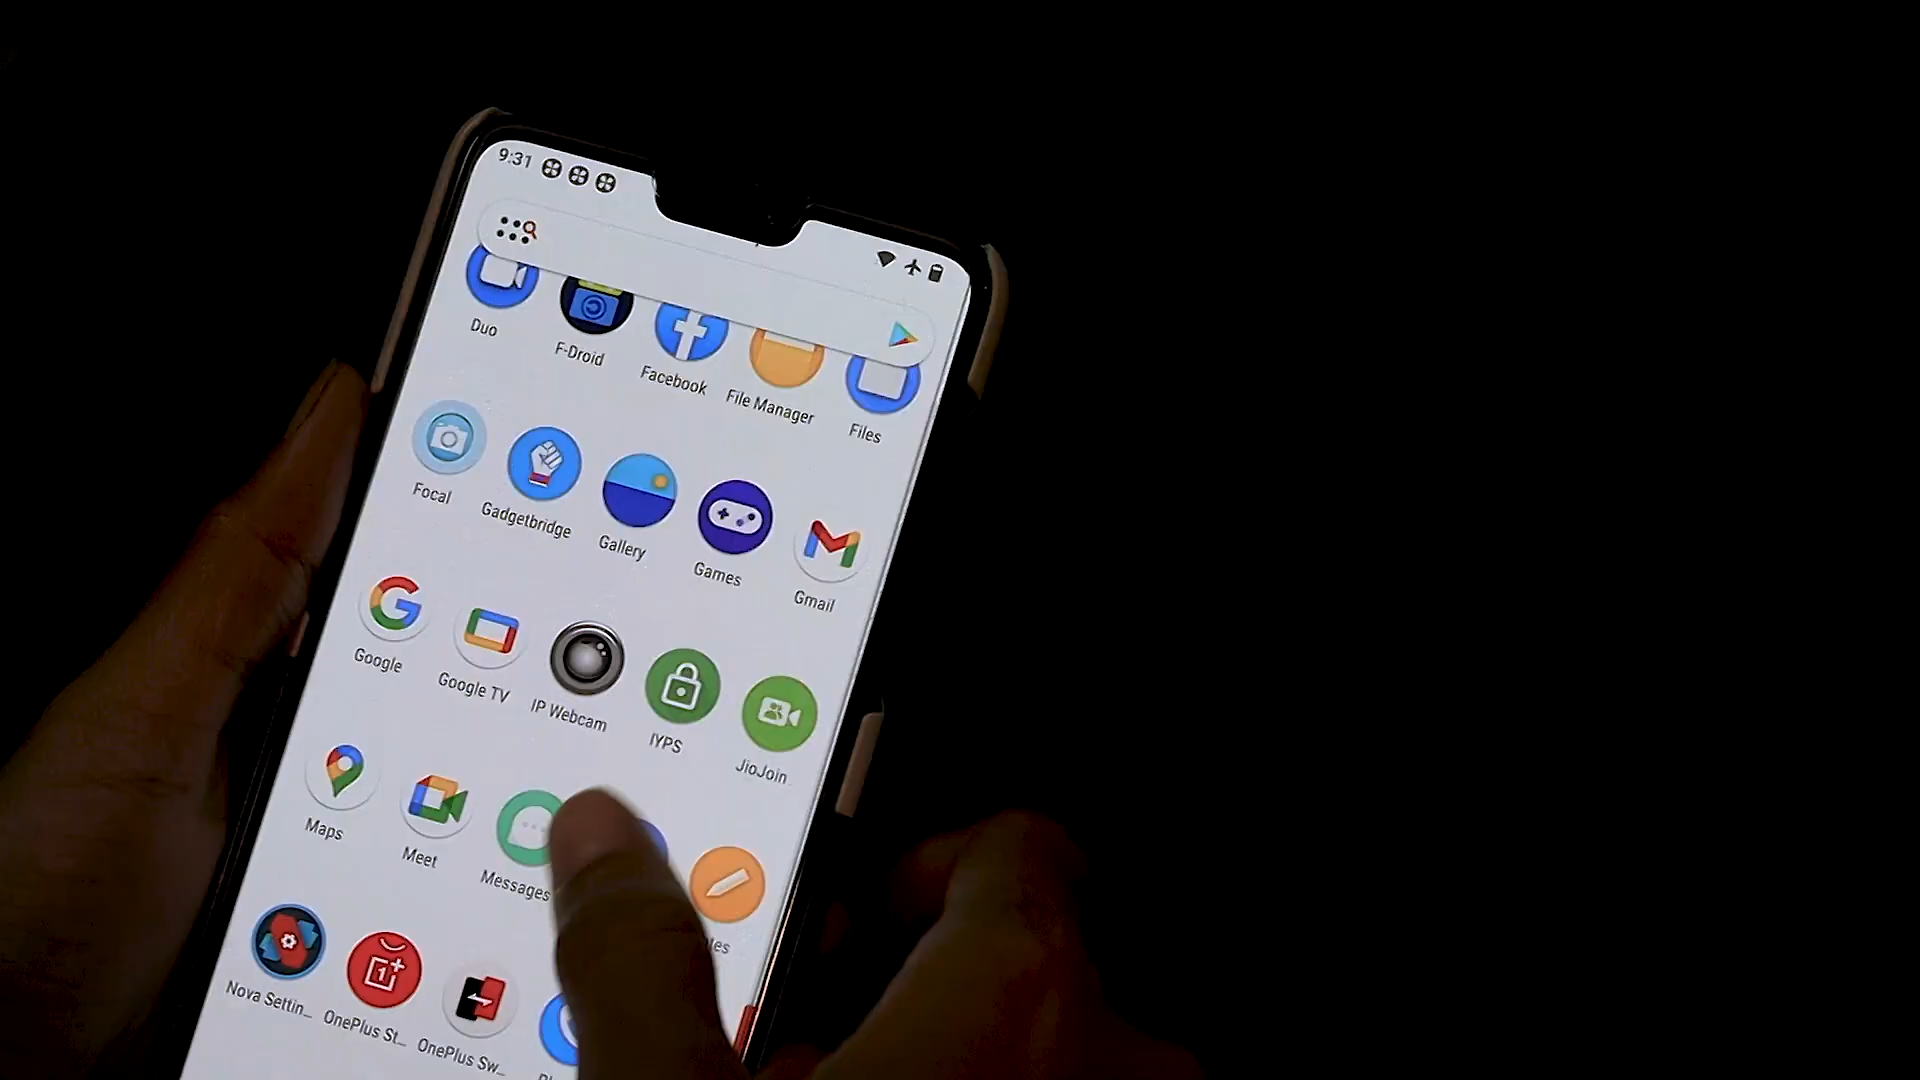 9:31
Duo F-Droid Facebook File Manager Files
Focal Gadgetbridge Gallery Games Gmail
Google Google TV IP Webcam IYPS JioJoin
Maps Meet Messages
Nova Settin... OnePlus St... OnePlus Sw...